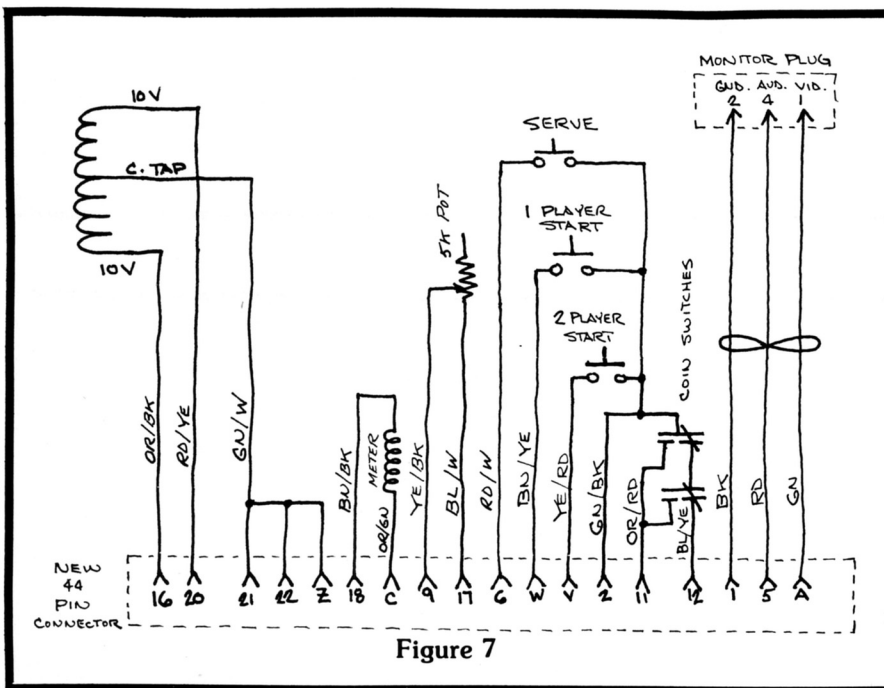 MONITOR PLUG
GND. AUD. VID.
2 4 1
10V
C. TAP
10V
SERVE
1 PLAYER
START
2 PLAYER
START
5K POT
COIN SWITCHES
OR/BK
RD/YE
GN/W
BN/BK
METER
OR/GN
YE/BK
BL/W
RD/W
BN/YE
YE/RD
GN/BK
OR/RD
BL/YE
BK
RD
GN
NEW
44
PIN
CONNECTOR
16 20 21 22 Z 18 C 9 17 6 W V 2 11 12 1 5 A
Figure 7